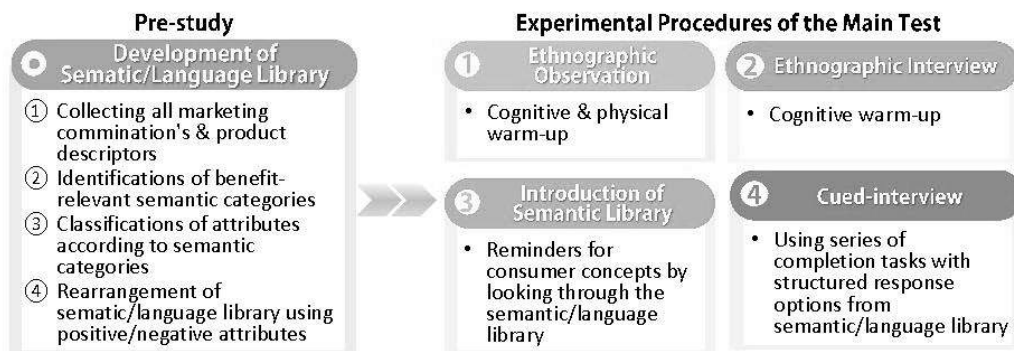 Pre-study
Development of
Sematic/Language Library
① Collecting all marketing
commination's & product
descriptors
② Identifications of benefit-
relevant semantic categories
③ Classifications of attributes
according to semantic
categories
④ Rearrangement of
sematic/language library using
positive/negative attributes
Experimental Procedures of the Main Test
1 Ethnographic
Observation
• Cognitive & physical
warm-up
2 Ethnographic Interview
• Cognitive warm-up
3 Introduction of
Semantic Library
• Reminders for
consumer concepts by
looking through the
semantic/language
library
4 Cued-interview
• Using series of
completion tasks with
structured response
options from
semantic/language library